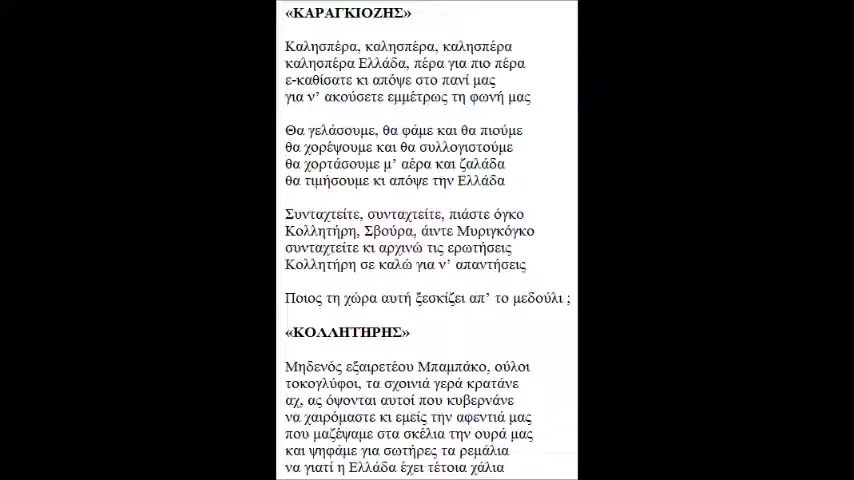 «ΚΑΡΑΓΚΙΟΖΗΣ»
Καλησπέρα, καλησπέρα, καλησπέρα
καλησπέρα Ελλάδα, πέρα για πιο πέρα
ε-καθίσατε κι απόψε στο πανί μας
για ν’ ακούσετε εμμέτρως τη φωνή μας
Θα γελάσουμε, θα φάμε και θα πιούμε
θα χορέψουμε και θα συλλογιστούμε
θα χορτάσουμε μ’ αέρα και ζαλάδα
θα τιμήσουμε κι απόψε την Ελλάδα
Συνταχτείτε, συνταχτείτε, πιάστε όγκο
Κολλητήρη, Σβούρα, άιντε Μυριγκόγκο
συνταχτείτε κι αρχινώ τις ερωτήσεις
Κολλητήρη σε καλώ για ν’ απαντήσεις
Ποιος τη χώρα αυτή ξεσκίζει απ’ το μεδούλι ;
«ΚΟΛΛΗΤΗΡΗΣ»
Μηδενός εξαιρετέου Μπαμπάκο, ούλοι
τοκογλύφοι, τα σχοινιά γερά κρατάνε
αχ, ας όψονται αυτοί που κυβερνάνε
να χαιρόμαστε κι εμείς την αφεντιά μας
που μαζέψαμε στα σκέλια την ουρά μας
και ψηφάμε για σωτήρες τα ρεμάλια
να γιατί η Ελλάδα έχει τέτοια χάλια